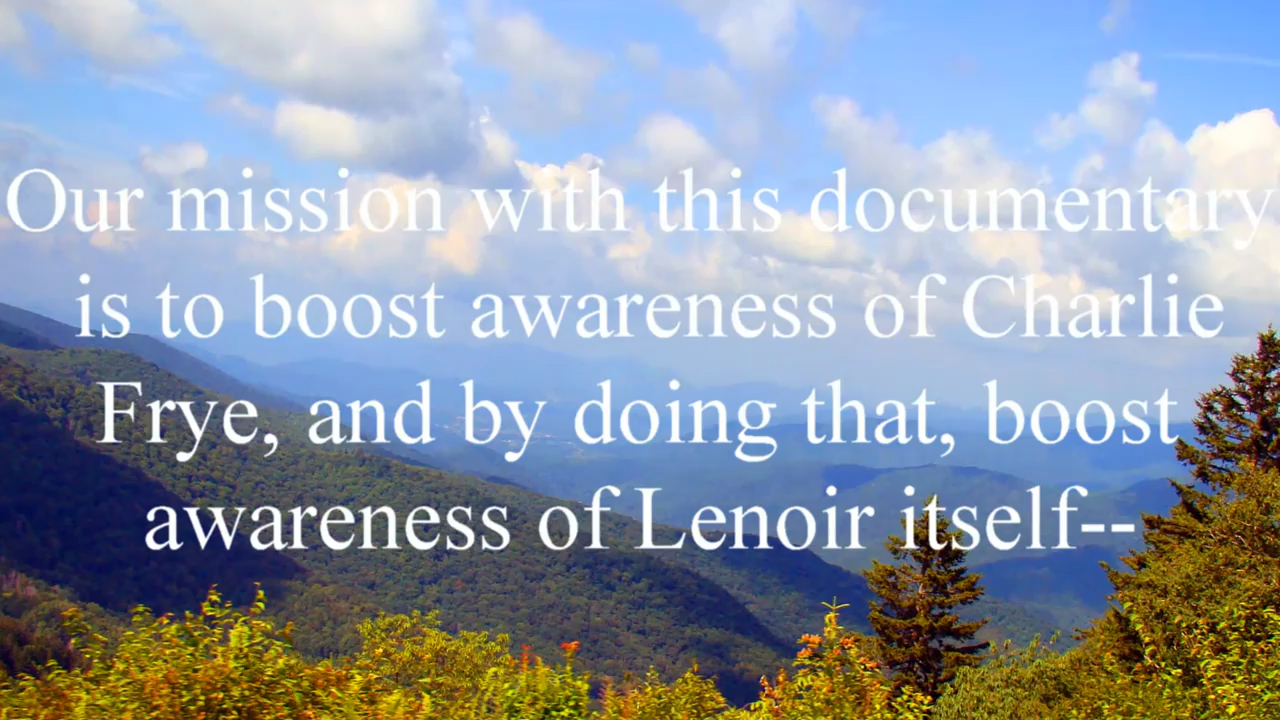 Our mission with this documentary
is to boost awareness of Charlie
Frye, and by doing that, boost
awareness of Lenoir itself--